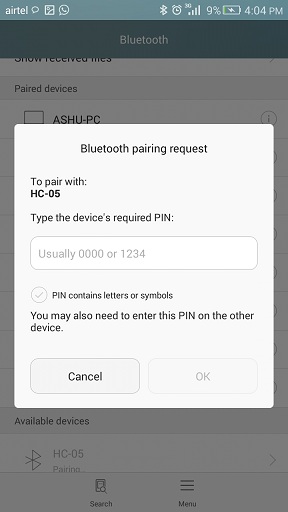 airtel 3G 9% 4:04 PM
Bluetooth
Show received files
Paired devices
ASHU-PC
Bluetooth pairing request
To pair with:
HC-05
Type the device's required PIN:
Usually 0000 or 1234
PIN contains letters or symbols
You may also need to enter this PIN on the other
device.
Cancel OK
Available devices
HC-05
Pairing...
Search Menu